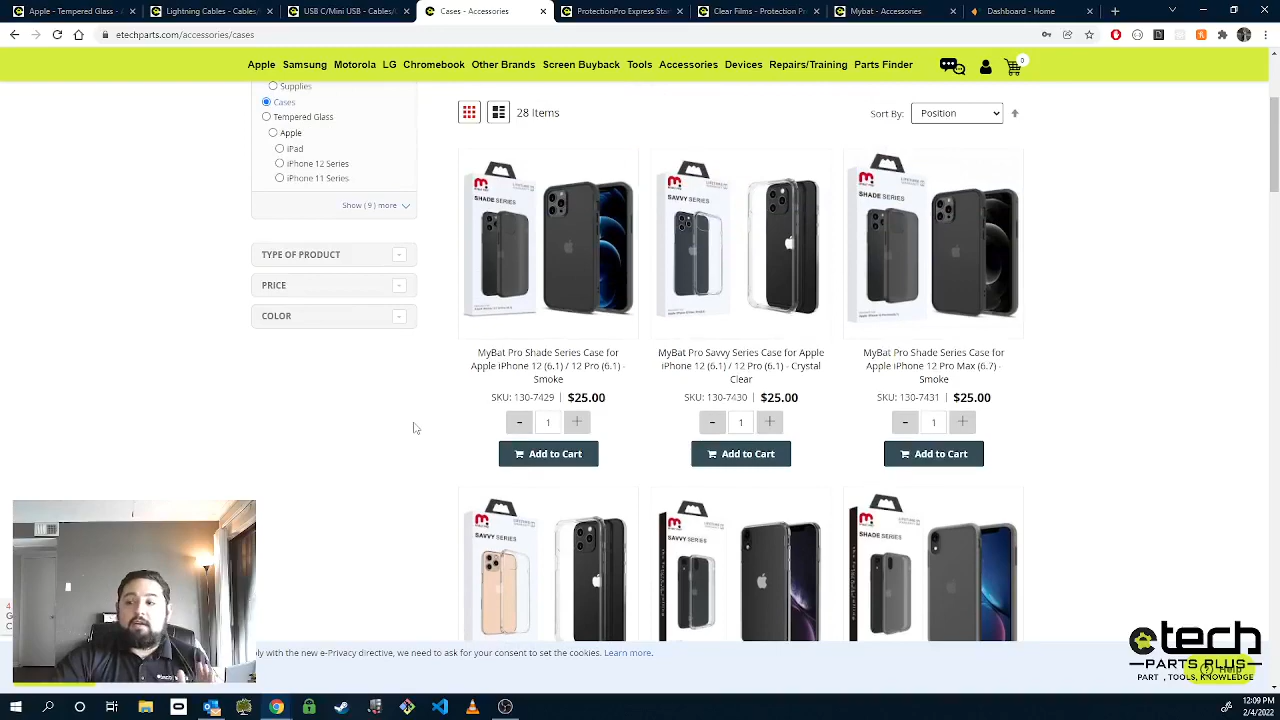 Apple - Tempered Glass - A
Lightning Cables - Cables/
USB C/Mini USB - Cables/C
Cases - Accessories
ProtectionPro Express Star
Clear Films - Protection Pro
Mybat - Accessories
Dashboard - Home
etechparts.com/accessories/cases
Apple Samsung Motorola LG Chromebook Other Brands Screen Buyback Tools Accessories Devices Repairs/Training Parts Finder
0
Supplies
Cases
Tempered Glass
Apple
iPad
iPhone 12 Series
iPhone 11 Series
Show ( 9 ) more
TYPE OF PRODUCT
PRICE
COLOR
28 Items
Sort By: Position
SHADE SERIES
SAVVY SERIES
SHADE SERIES
MyBat Pro Shade Series Case for
Apple iPhone 12 (6.1) / 12 Pro (6.1) -
Smoke
SKU: 130-7429 | $25.00
- 1 +
Add to Cart
MyBat Pro Savvy Series Case for Apple
iPhone 12 (6.1) / 12 Pro (6.1) - Crystal
Clear
SKU: 130-7430 | $25.00
- 1 +
Add to Cart
MyBat Pro Shade Series Case for
Apple iPhone 12 Pro Max (6.7) -
Smoke
SKU: 130-7431 | $25.00
- 1 +
Add to Cart
SAVVY SERIES
SAVVY SERIES
SHADE SERIES
ply with the new e-Privacy directive, we need to ask for your consent to set the cookies. Learn more.
etech
PARTS PLUS
PART , TOOLS, KNOWLEDGE
Help
12:09 PM
2/4/2022